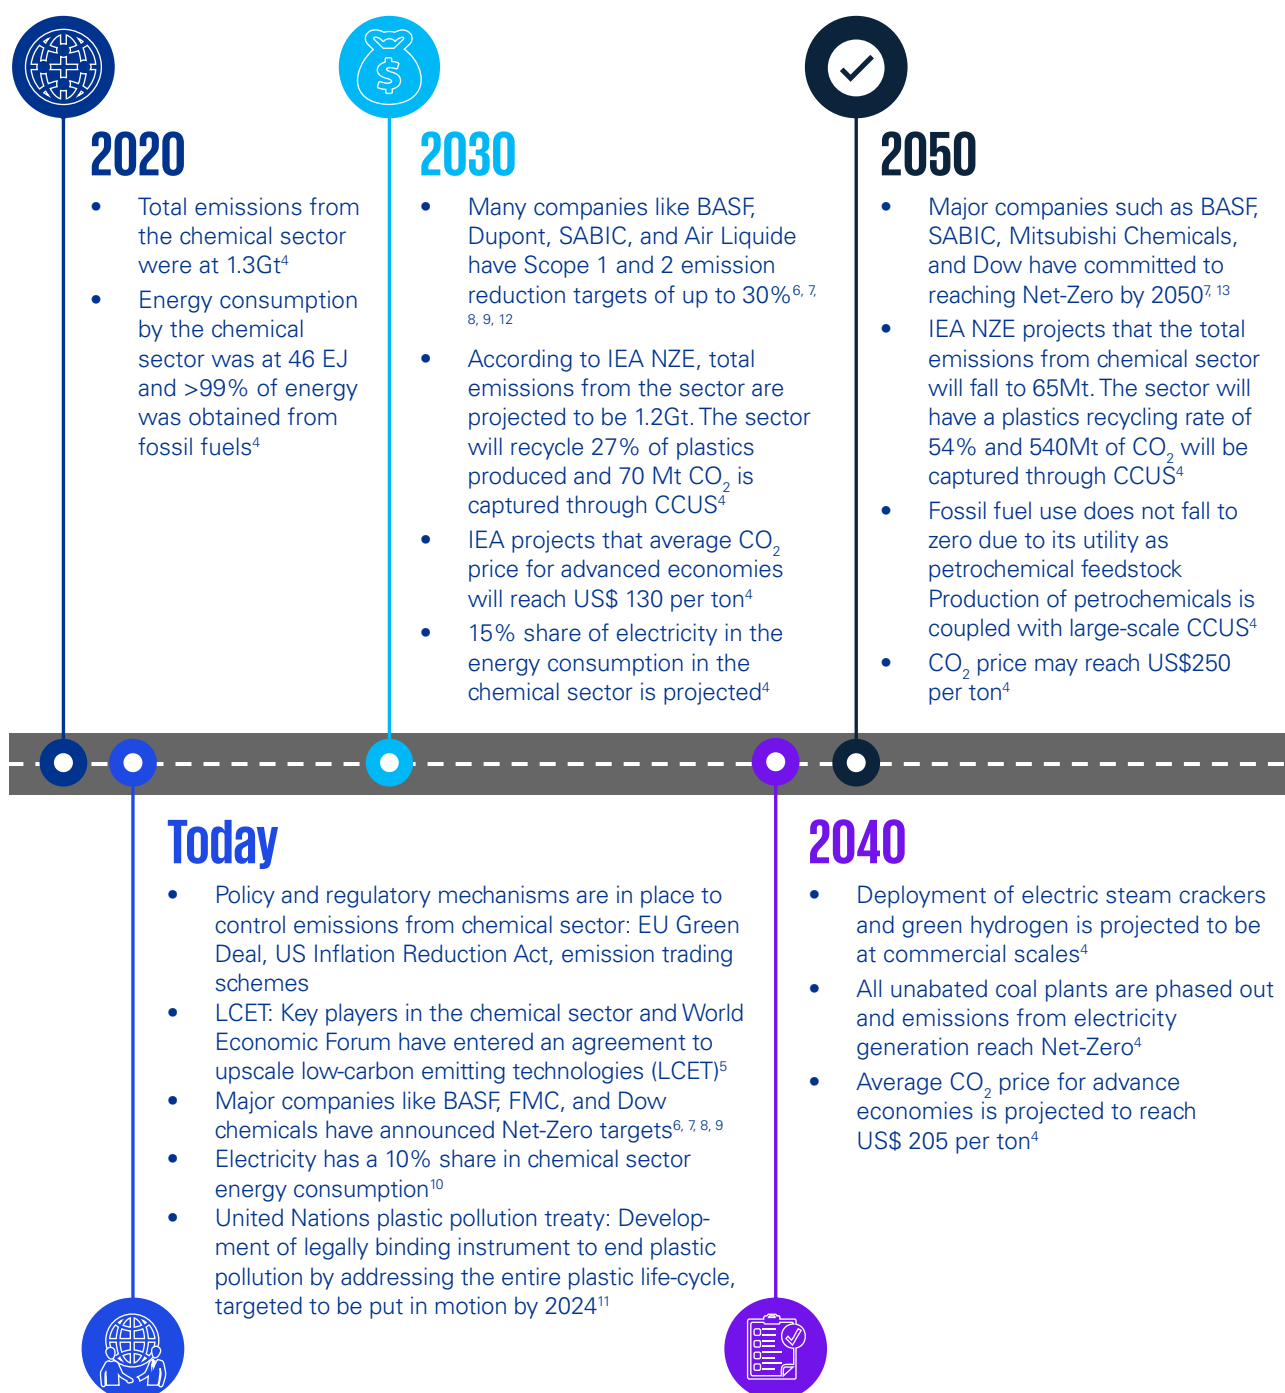 2020
• Total emissions from
the chemical sector
were at 1.3Gt⁴
• Energy consumption
by the chemical
sector was at 46 EJ
and >99% of energy
was obtained from
fossil fuels⁴
2030
• Many companies like BASF,
Dupont, SABIC, and Air Liquide
have Scope 1 and 2 emission
reduction targets of up to 30%⁶, ⁷,
⁸, ⁹, ¹²
• According to IEA NZE, total
emissions from the sector are
projected to be 1.2Gt. The sector
will recycle 27% of plastics
produced and 70 Mt CO₂ is
captured through CCUS⁴
• IEA projects that average CO₂
price for advanced economies
will reach US$ 130 per ton⁴
• 15% share of electricity in the
energy consumption in the
chemical sector is projected⁴
2050
• Major companies such as BASF,
SABIC, Mitsubishi Chemicals,
and Dow have committed to
reaching Net-Zero by 2050⁷, ¹³
• IEA NZE projects that the total
emissions from chemical sector
will fall to 65Mt. The sector will
have a plastics recycling rate of
54% and 540Mt of CO₂ will be
captured through CCUS⁴
• Fossil fuel use does not fall to
zero due to its utility as
petrochemical feedstock
Production of petrochemicals is
coupled with large-scale CCUS⁴
• CO₂ price may reach US$250
per ton⁴
Today
• Policy and regulatory mechanisms are in place to
control emissions from chemical sector: EU Green
Deal, US Inflation Reduction Act, emission trading
schemes
• LCET: Key players in the chemical sector and World
Economic Forum have entered an agreement to
upscale low-carbon emitting technologies (LCET)⁵
• Major companies like BASF, FMC, and Dow
chemicals have announced Net-Zero targets⁶, ⁷, ⁸, ⁹
• Electricity has a 10% share in chemical sector
energy consumption¹⁰
• United Nations plastic pollution treaty: Develop-
ment of legally binding instrument to end plastic
pollution by addressing the entire plastic life-cycle,
targeted to be put in motion by 2024¹¹
2040
• Deployment of electric steam crackers
and green hydrogen is projected to be
at commercial scales⁴
• All unabated coal plants are phased out
and emissions from electricity
generation reach Net-Zero⁴
• Average CO₂ price for advance
economies is projected to reach
US$ 205 per ton⁴